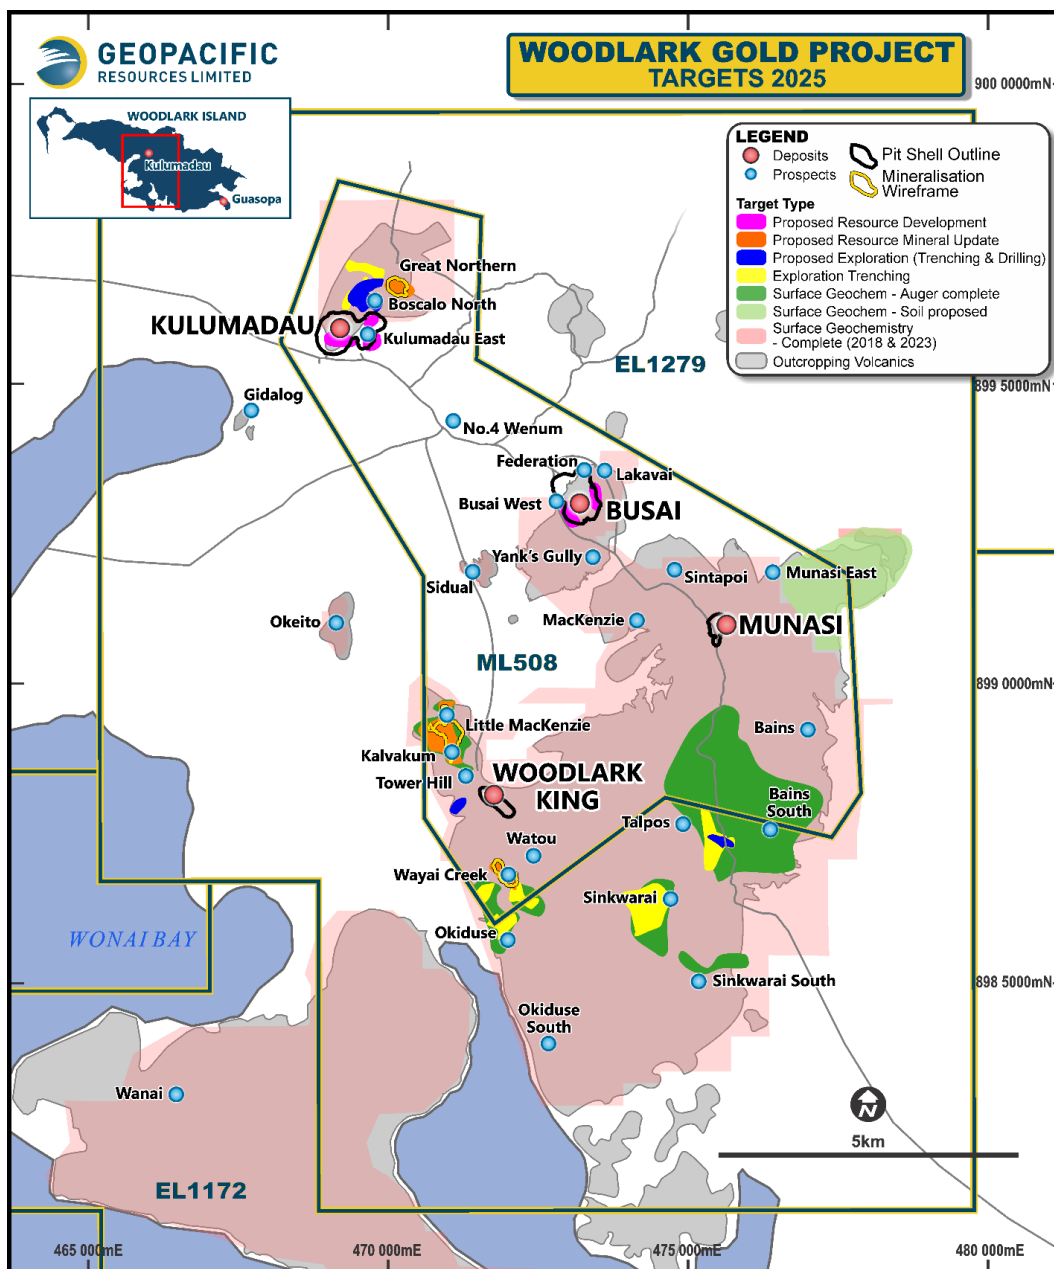 GEOPACIFIC
RESOURCES LIMITED
WOODLARK GOLD PROJECT
TARGETS 2025
900 0000mN
WOODLARK ISLAND
Kulumadau
Guasopa
LEGEND
Deposits
Prospects
Pit Shell Outline
Mineralisation
Wireframe
Target Type
Proposed Resource Development
Proposed Resource Mineral Update
Proposed Exploration (Trenching & Drilling)
Exploration Trenching
Surface Geochem - Auger complete
Surface Geochem - Soil proposed
Surface Geochemistry
- Complete (2018 & 2023)
Outcropping Volcanics
Great Northern
Boscalo North
KULUMADAU
Kulumadau East
EL1279
899 5000mN
Gidalog
No.4 Wenum
Federation
Lakavai
Busai West
BUSAI
Yank's Gully
Sidual
Sintapoi
Munasi East
Okeito
MacKenzie
MUNASI
ML508
899 0000mN
Little MacKenzie
Bains
Kalvakum
Tower Hill
WOODLARK
KING
Bains
South
Talpos
Watou
Wayai Creek
Sinkwarai
Okiduse
WONAI BAY
Sinkwarai South
898 5000mN
Okiduse
South
Wanai
N
5km
EL1172
465 000mE
470 000mE
475 000mE
480 000mE